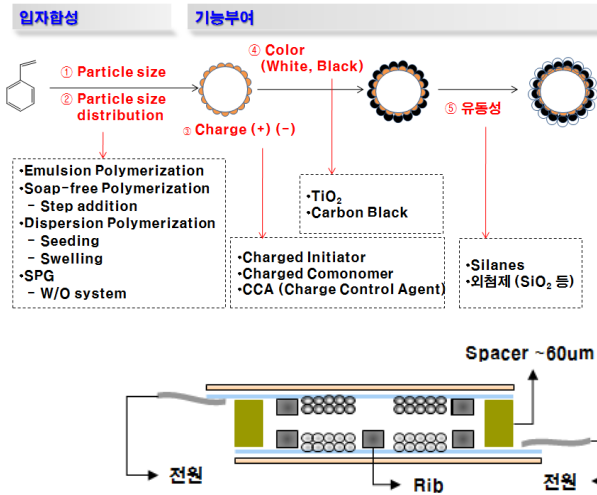 입자합성
기능부여
① Particle size
② Particle size
distribution
③ Charge (+) (-)
④ Color
(White, Black)
⑤ 유동성
•Emulsion Polymerization
•Soap-free Polymerization
- Step addition
•Dispersion Polymerization
- Seeding
- Swelling
•SPG
- W/O system
•TiO₂
•Carbon Black
•Charged Initiator
•Charged Comonomer
•CCA (Charge Control Agent)
•Silanes
•외첨제 (SiO₂ 등)
Spacer ~60um
전원
Rib
전원